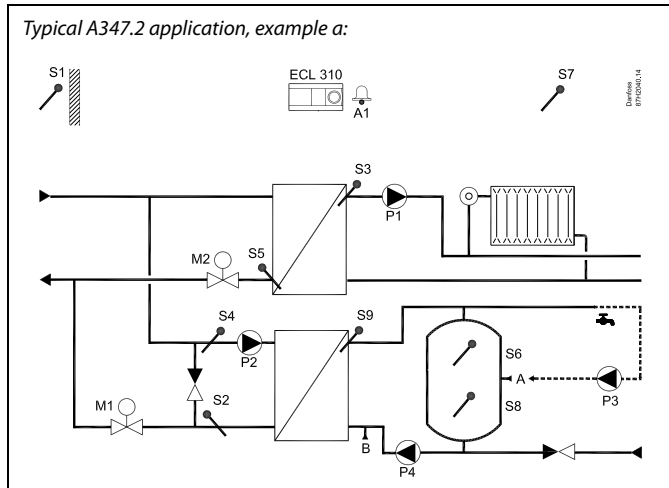 Typical A347.2 application, example a:
S1
ECL 310
A1
S7
Danfoss
87H2040.14
S3
P1
M2
S5
S4
P2
S9
S6
A
S8
P3
M1
S2
B
P4